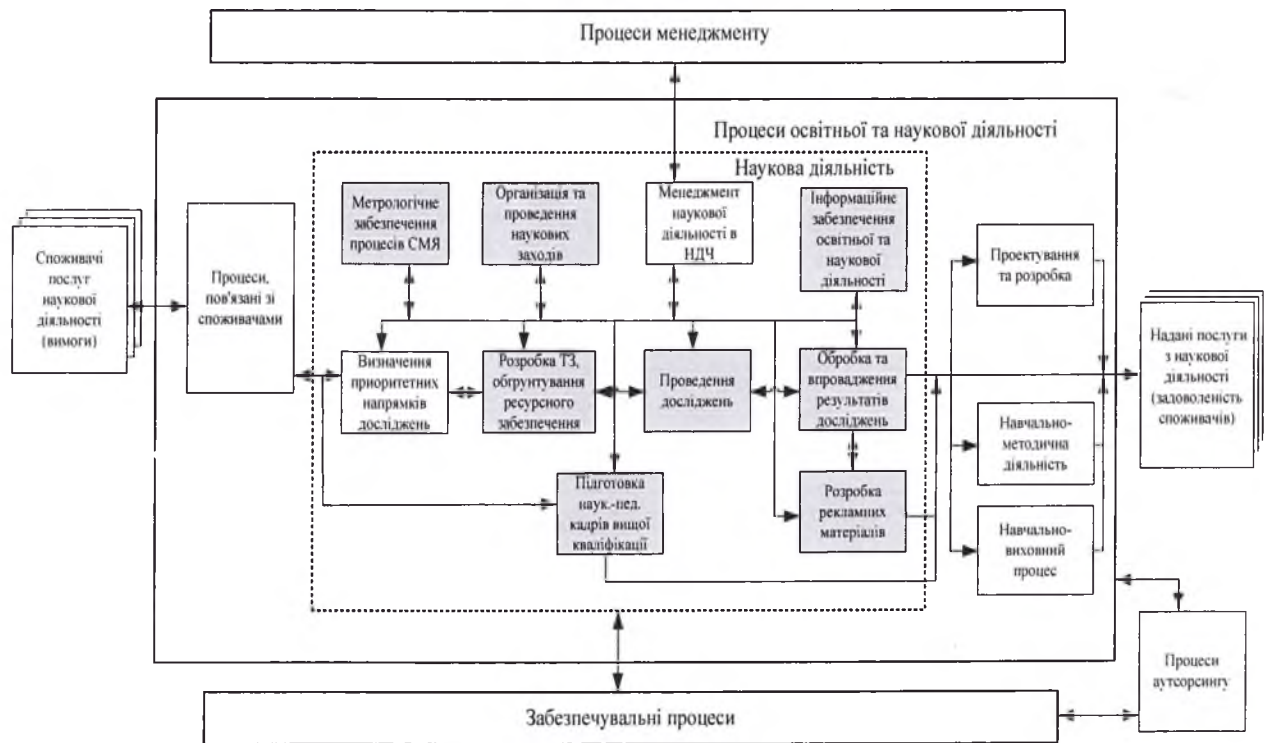 Процеси менеджменту
Процеси освітньої та наукової діяльності
Наукова діяльність
Метрологічне
забезпечення
процесів СМЯ
Організація та
проведення
наукових
заходів
Менеджмент
наукової
діяльності в
НДЧ
Інформаційне
забезпечення
освітньої та
наукової
діяльності
Споживачі
послуг
наукової
діяльності
(вимоги)
Процеси,
пов'язані зі
споживачами
Визначення
приоритетних
напрямків
досліджень
Розробка ТЗ,
обгрунтування
ресурсного
забезпечення
Проведення
досліджень
Обробка та
впровадження
результатів
досліджень
Підготовка
наук.-пед.
кадрів вищої
кваліфікації
Розробка
рекламних
матеріалів
Проектування
та розробка
Навчально-
методична
діяльність
Навчально-
виховний
процес
Надані послуги
з наукової
діяльності
(задоволеність
споживачів)
Процеси
аутсорсингу
Забезпечувальні процеси